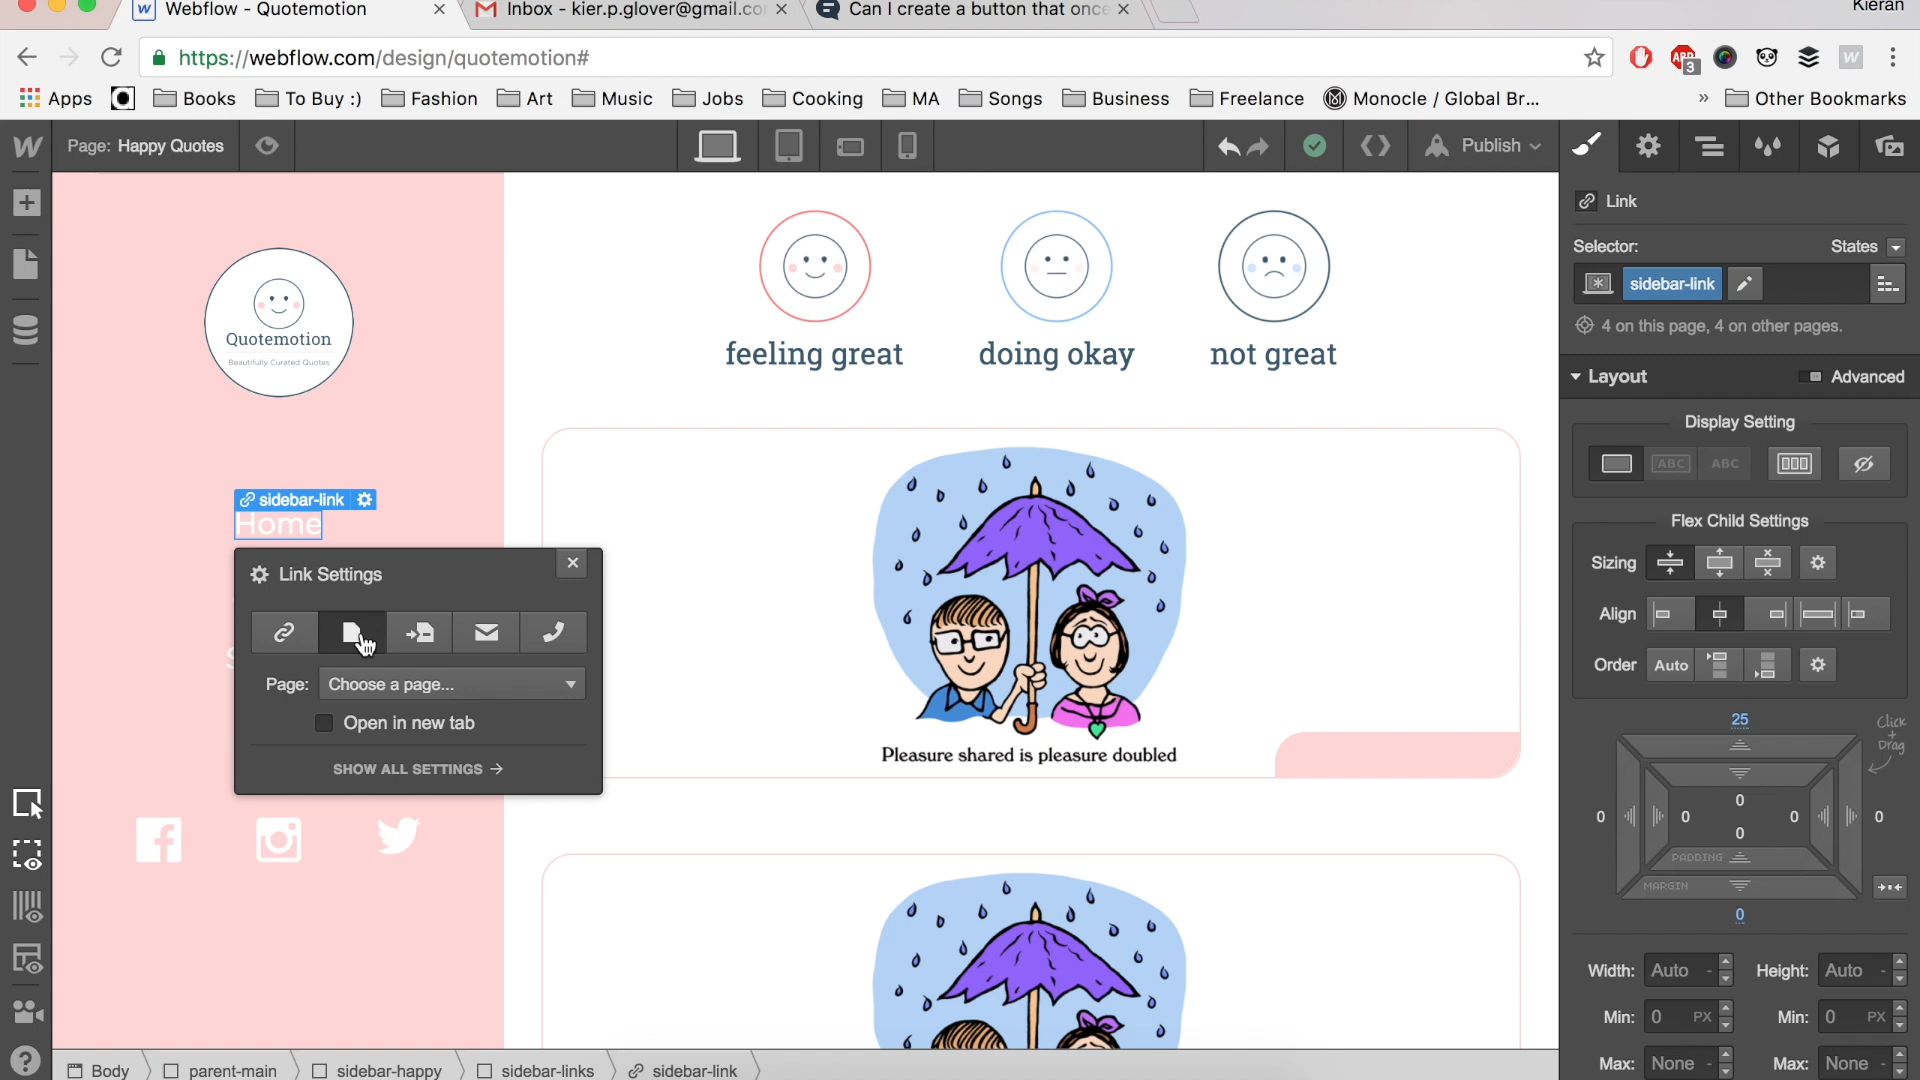 Webflow - Quotemotion
Inbox - kier.p.glover@gmail.co
Can I create a button that once
Kieran
https://webflow.com/design/quotemotion#
ABP
3
W
Apps
Books
To Buy :)
Fashion
Art
Music
Jobs
Cooking
MA
Songs
Business
Freelance
Monocle / Global Br...
»
Other Bookmarks
Page: Happy Quotes
Publish
Link
Selector:
States
sidebar-link
4 on this page, 4 on other pages.
Layout
Advanced
Display Setting
ABC
ABC
Flex Child Settings
Sizing
Align
Order
Auto
25
Click
+
Drag
0
0
0
0
0
0
PADDING
MARGIN
0
Width:
Auto
-
Height:
Auto
-
Min:
0
PX
Min:
0
PX
Max:
None
-
Max:
None
-
Quotemotion
Beautifully Curated Quotes
feeling great
doing okay
not great
sidebar-link
Home
Link Settings
Page:
Choose a page...
Open in new tab
SHOW ALL SETTINGS →
Pleasure shared is pleasure doubled
Body
parent-main
sidebar-happy
sidebar-links
sidebar-link